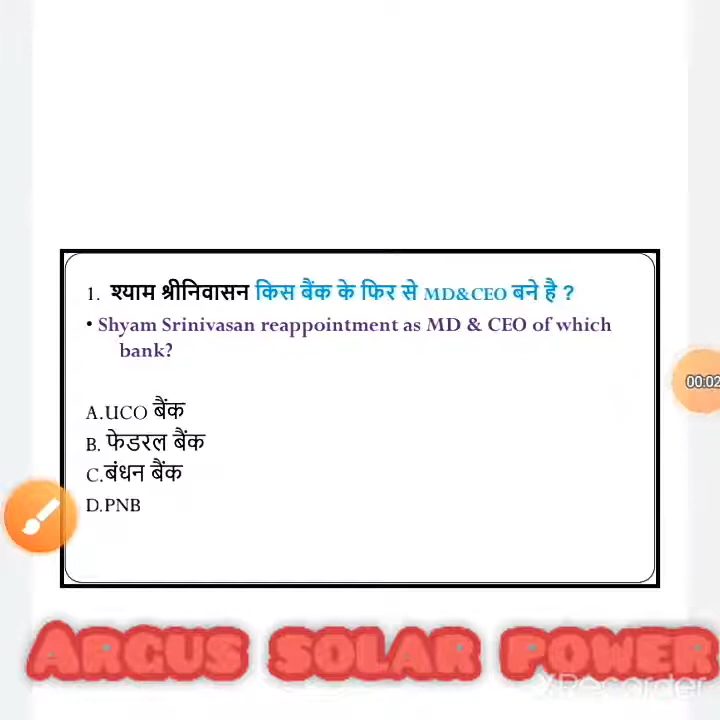 1. श्याम श्रीनिवासन किस बैंक के फिर से MD&CEO बने है ?
• Shyam Srinivasan reappointment as MD & CEO of which
bank?
00:02
A.UCO बैंक
B. फेडरल बैंक
C.बंधन बैंक
D.PNB
ARGUS SOLAR POWER
XRecorder